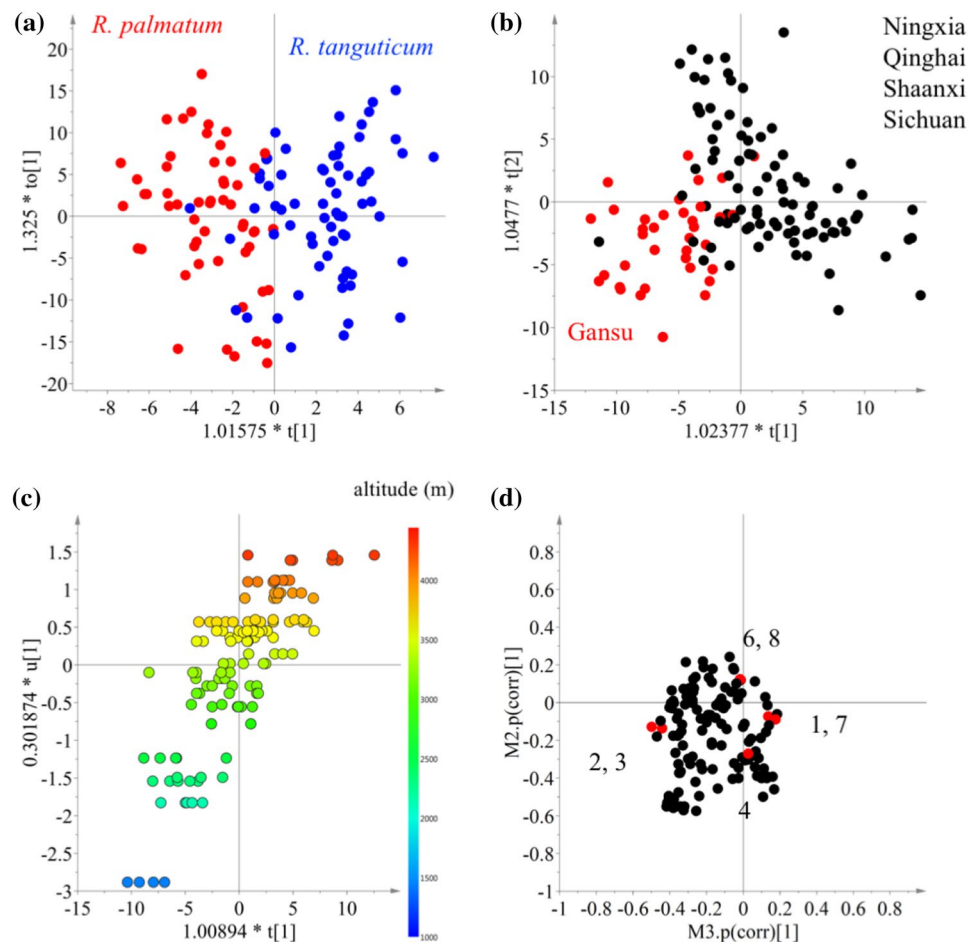 (a)
R. palmatum
R. tanguticum
20
15
10
5
0
-5
-10
-15
-20
-8 -6 -4 -2 0 2 4 6
1.325 * to[1]
1.01575 * t[1]
(b)
Ningxia
Qinghai
Shaanxi
Sichuan
Gansu
10
5
0
-5
-10
-15
-15 -10 -5 0 5 10
1.0477 * t[2]
1.02377 * t[1]
(c)
altitude (m)
1.5
1
0.5
0
-0.5
-1
-1.5
-2
-2.5
-3
-15 -10 -5 0 5 10
0.301874 * u[1]
1.00894 * t[1]
4000
3500
3000
2500
2000
1500
1000
(d)
6, 8
1, 7
2, 3
4
0.8
0.6
0.4
0.2
0
-0.2
-0.4
-0.6
-0.8
-1
-1 -0.8 -0.6 -0.4 -0.2 0 0.2 0.4 0.6 0.8
M2.p(corr)[1]
M3.p(corr)[1]